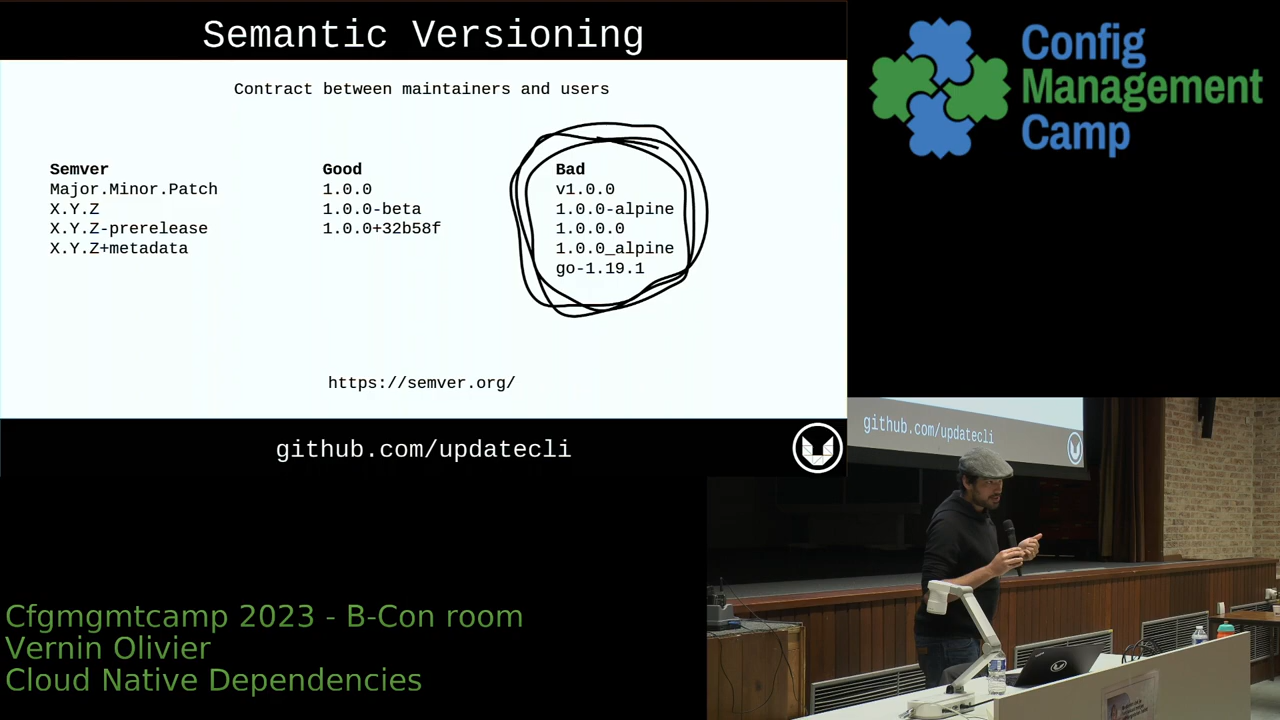 Semantic Versioning
Contract between maintainers and users
Semver
Major.Minor.Patch
X.Y.Z
X.Y.Z-prerelease
X.Y.Z+metadata
Good
1.0.0
1.0.0-beta
1.0.0+32b58f
Bad
v1.0.0
1.0.0-alpine
1.0.0.0
1.0.0_alpine
go-1.19.1
https://semver.org/
github.com/updatecli
Config
Management
Camp
github.com/updatecli
Cfgmgmtcamp 2023 - B-Con room
Vernin Olivier
Cloud Native Dependencies